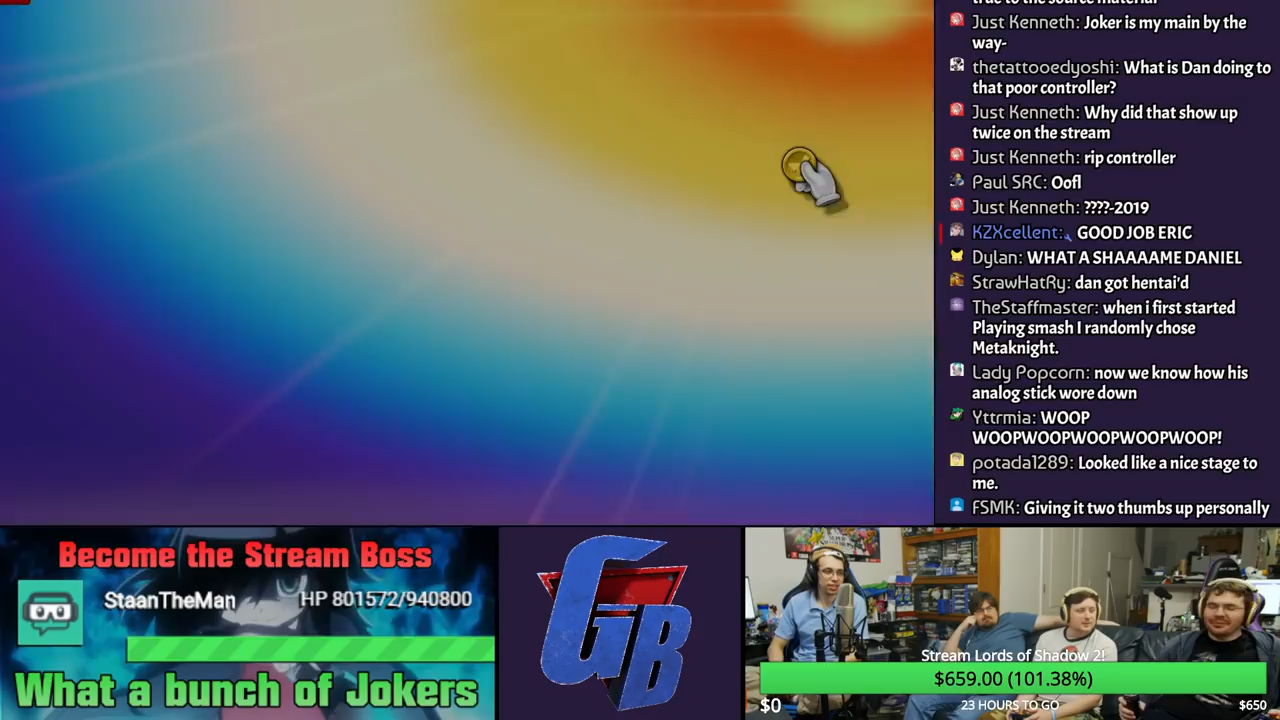 true to the source material
Just Kenneth: Joker is my main by the
way-
thetattooedyoshi: What is Dan doing to
that poor controller?
Just Kenneth: Why did that show up
twice on the stream
Just Kenneth: rip controller
Paul SRC: Oofl
Just Kenneth: ????-2019
KZXcellent: GOOD JOB ERIC
Dylan: WHAT A SHAAAAME DANIEL
StrawHatRy: dan got hentai'd
TheStaffmaster: when i first started
Playing smash I randomly chose
Metaknight.
Lady Popcorn: now we know how his
analog stick wore down
Yttrmia: WOOP
WOOPWOOPWOOPWOOPWOOP!
potada1289: Looked like a nice stage to
me.
FSMK: Giving it two thumbs up personally
Become the Stream Boss
StaanTheMan HP 801572/940800
What a bunch of Jokers
GB
Stream Lords of Shadow 2!
$659.00 (101.38%)
$0 23 HOURS TO GO $650